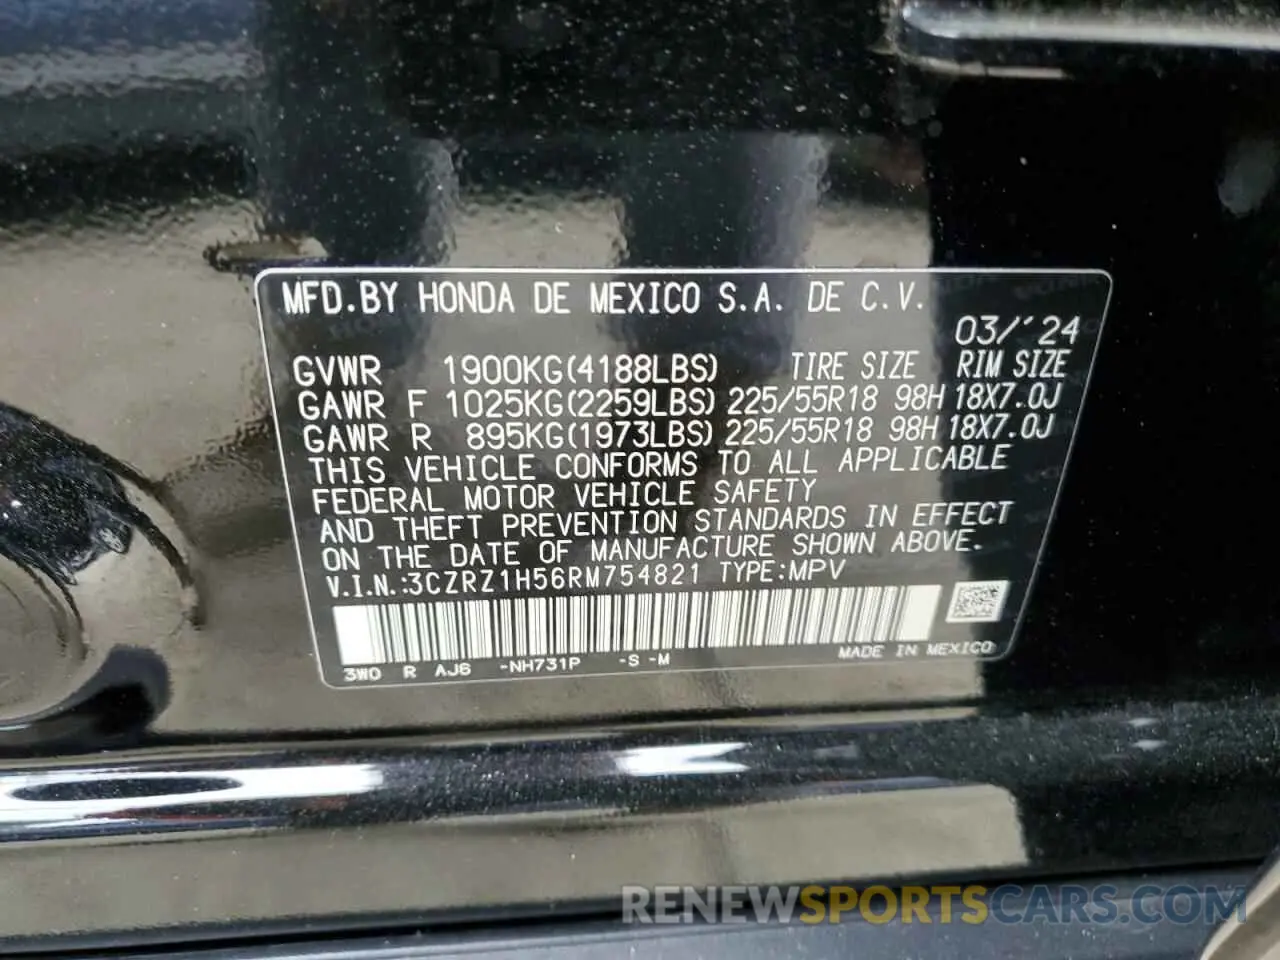 MFD.BY HONDA DE MEXICO S.A. DE C.V.
03/´24
GVWR 1900KG(4188LBS) TIRE SIZE RIM SIZE
GAWR F 1025KG(2259LBS) 225/55R18 98H 18X7.0J
GAWR R 895KG(1973LBS) 225/55R18 98H 18X7.0J
THIS VEHICLE CONFORMS TO ALL APPLICABLE
FEDERAL MOTOR VEHICLE SAFETY
AND THEFT PREVENTION STANDARDS IN EFFECT
ON THE DATE OF MANUFACTURE SHOWN ABOVE.
V.I.N.:3CZRZ1H56RM754821 TYPE:MPV
3W0 R AJ6 -NH731P -S -M MADE IN MEXICO
RENEWSPORTSCARS.COM